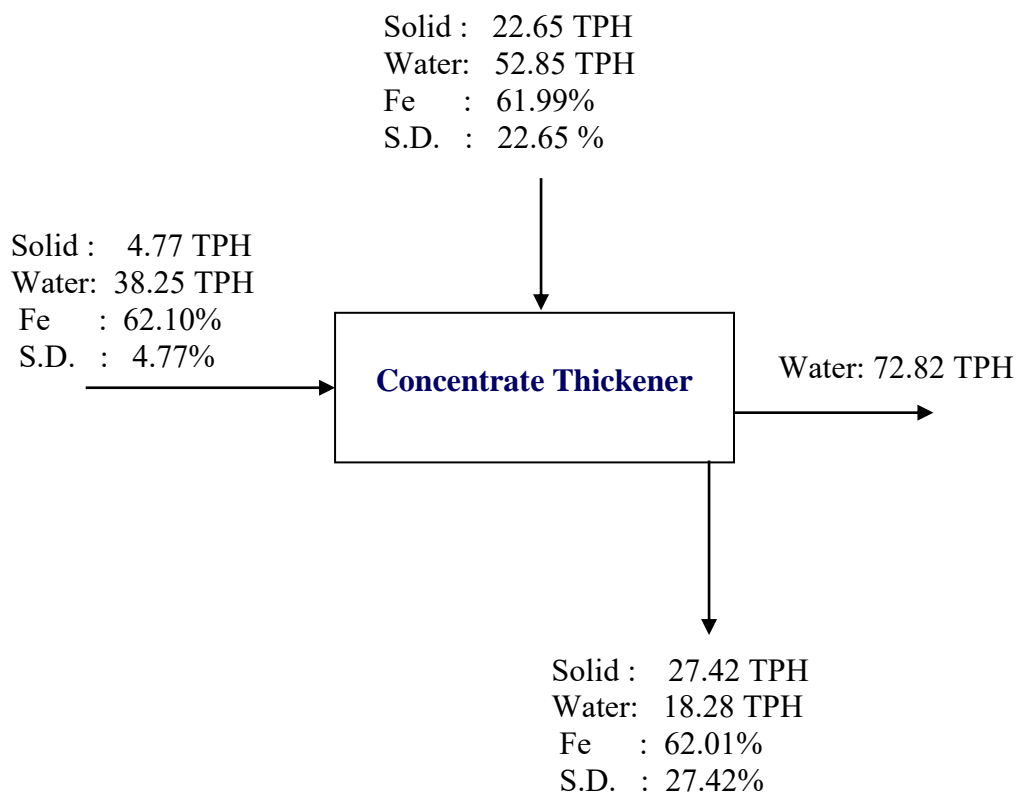 Solid : 22.65 TPH
Water: 52.85 TPH
Fe : 61.99%
S.D. : 22.65 %
Solid : 4.77 TPH
Water: 38.25 TPH
Fe : 62.10%
S.D. : 4.77%
Concentrate Thickener
Water: 72.82 TPH
Solid : 27.42 TPH
Water: 18.28 TPH
Fe : 62.01%
S.D. : 27.42%